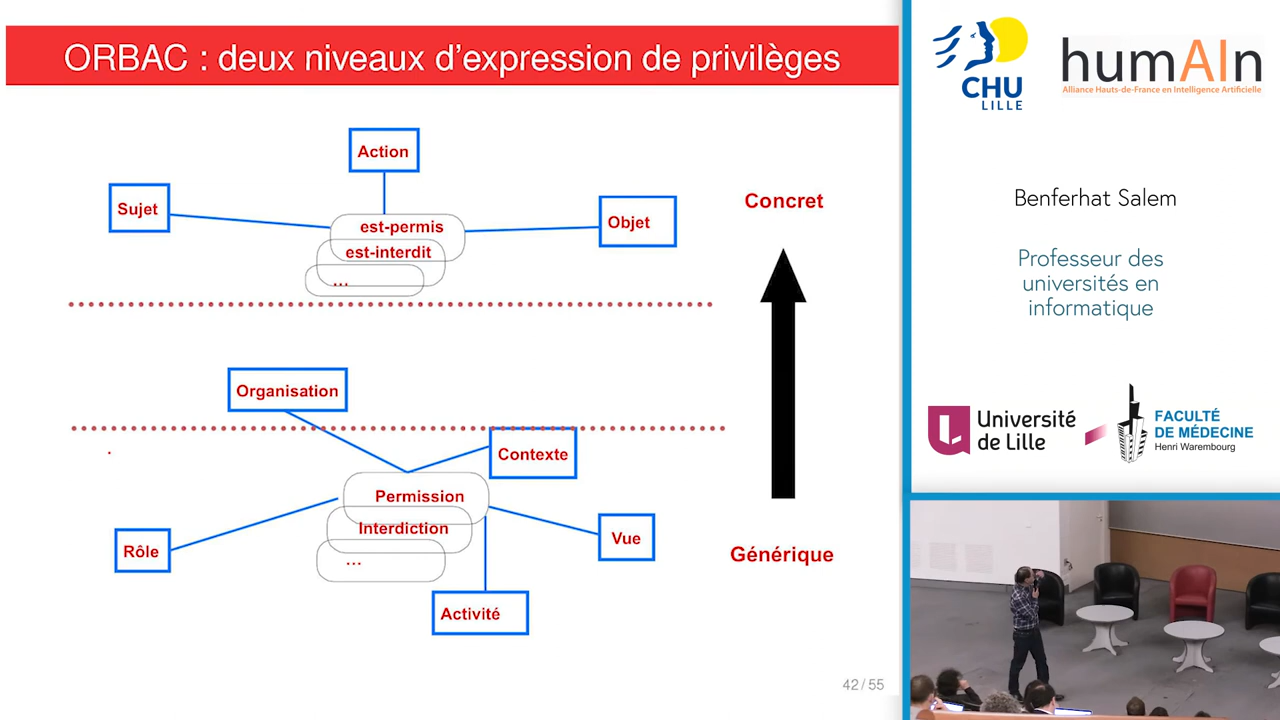 ORBAC : deux niveaux d'expression de privilèges
Action
Sujet
est-permis
Objet
est-interdit
...
Concret
Organisation
Contexte
Permission
Interdiction
...
Rôle
Vue
Activité
Générique
42 / 55
CHU
LILLE
humAIn
Alliance Hauts-de-France en Intelligence Artificielle
Benferhat Salem
Professeur des
universités en
informatique
Université
de Lille
FACULTÉ
DE MÉDECINE
Henri Warembourg